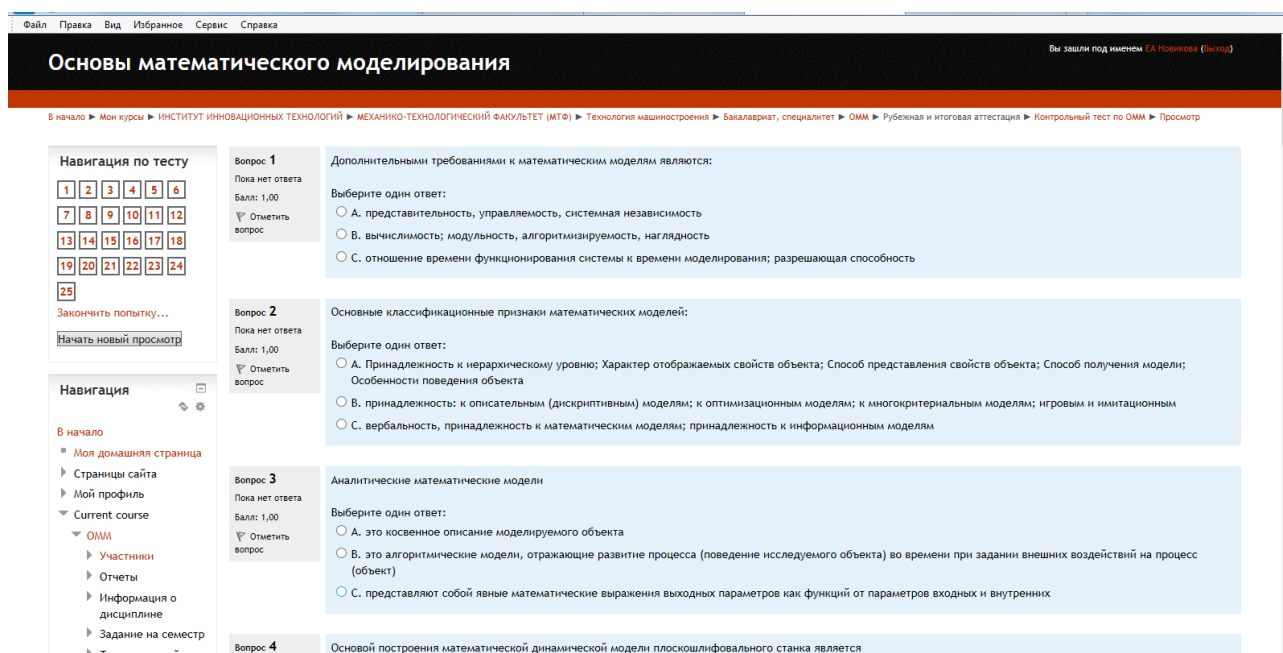 Файл Правка Вид Избранное Сервис Справка
Основы математического моделирования
Вы зашли под именем ЕА Новикова (Выход)
В начало ► Мои курсы ► ИНСТИТУТ ИННОВАЦИОННЫХ ТЕХНОЛОГИЙ ► МЕХАНИКО-ТЕХНОЛОГИЧЕСКИЙ ФАКУЛЬТЕТ (МТФ) ► Технология машиностроения ► Бакалавриат, специалитет ► ОММ ► Рубежная и итоговая аттестация ► Контрольный тест по ОММ ► Просмотр
Навигация по тесту
1 2 3 4 5 6
7 8 9 10 11 12
13 14 15 16 17 18
19 20 21 22 23 24
25
Закончить попытку...
Начать новый просмотр
Навигация
В начало
Моя домашняя страница
Страницы сайта
Мой профиль
Current course
ОММ
Участники
Отчеты
Информация о
дисциплине
Задание на семестр
Вопрос 1
Пока нет ответа
Балл: 1,00
Отметить
вопрос
Дополнительными требованиями к математическим моделям являются:
Выберите один ответ:
A. представительность, управляемость, системная независимость
B. вычислимость; модульность, алгоритмизируемость, наглядность
C. отношение времени функционирования системы к времени моделирования; разрешающая способность
Вопрос 2
Пока нет ответа
Балл: 1,00
Отметить
вопрос
Основные классификационные признаки математических моделей:
Выберите один ответ:
A. Принадлежность к иерархическому уровню; Характер отображаемых свойств объекта; Способ представления свойств объекта; Способ получения модели;
Особенности поведения объекта
B. принадлежность: к описательным (дискриптивным) моделям; к оптимизационным моделям; к многокритериальным моделям; игровым и имитационным
C. вербальность, принадлежность к математическим моделям; принадлежность к информационным моделям
Вопрос 3
Пока нет ответа
Балл: 1,00
Отметить
вопрос
Аналитические математические модели
Выберите один ответ:
A. это косвенное описание моделируемого объекта
B. это алгоритмические модели, отражающие развитие процесса (поведение исследуемого объекта) во времени при задании внешних воздействий на процесс
(объект)
C. представляют собой явные математические выражения выходных параметров как функций от параметров входных и внутренних
Вопрос 4
Основой построения математической динамической модели плоскошлифовального станка является